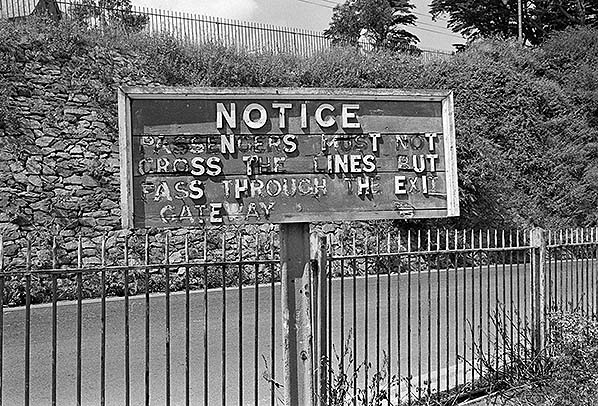 NOTICE
PASSENGERS MUST NOT
CROSS THE LINES BUT
PASS THROUGH THE EXIT
GATEWAY